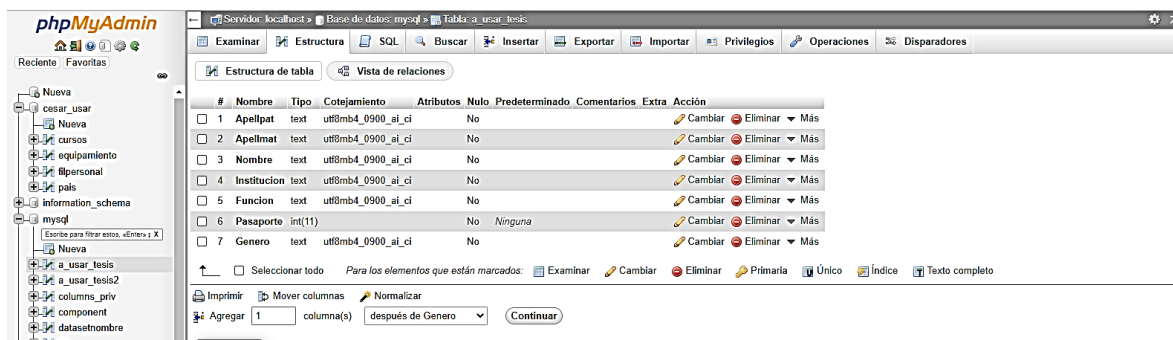 phpMyAdmin
Reciente Favoritas
Nueva
cesar_usar
Nueva
cursos
equipamiento
filpersonal
pais
information_schema
mysql
Escribe para filtrar estos, «Enter» p X
Nueva
a_usar_tesis
a_usar_tesis2
columns_priv
component
datasetnombre
Servidor: localhost » Base de datos: mysql » Tabla: a_usar_tesis
Examinar Estructura SQL Buscar Insertar Exportar Importar Privilegios Operaciones Disparadores
Estructura de tabla Vista de relaciones
# Nombre Tipo Cotejamiento Atributos Nulo Predeterminado Comentarios Extra Acción
1 Apellpat text utf8mb4_0900_ai_ci No Cambiar Eliminar Más
2 Apellmat text utf8mb4_0900_ai_ci No Cambiar Eliminar Más
3 Nombre text utf8mb4_0900_ai_ci No Cambiar Eliminar Más
4 Institucion text utf8mb4_0900_ai_ci No Cambiar Eliminar Más
5 Funcion text utf8mb4_0900_ai_ci No Cambiar Eliminar Más
6 Pasaporte int(11) No Ninguna Cambiar Eliminar Más
7 Genero text utf8mb4_0900_ai_ci No Cambiar Eliminar Más
Seleccionar todo Para los elementos que están marcados: Examinar Cambiar Eliminar Primaria Único Índice Texto completo
Imprimir Mover columnas Normalizar
Agregar 1 columna(s) después de Genero Continuar